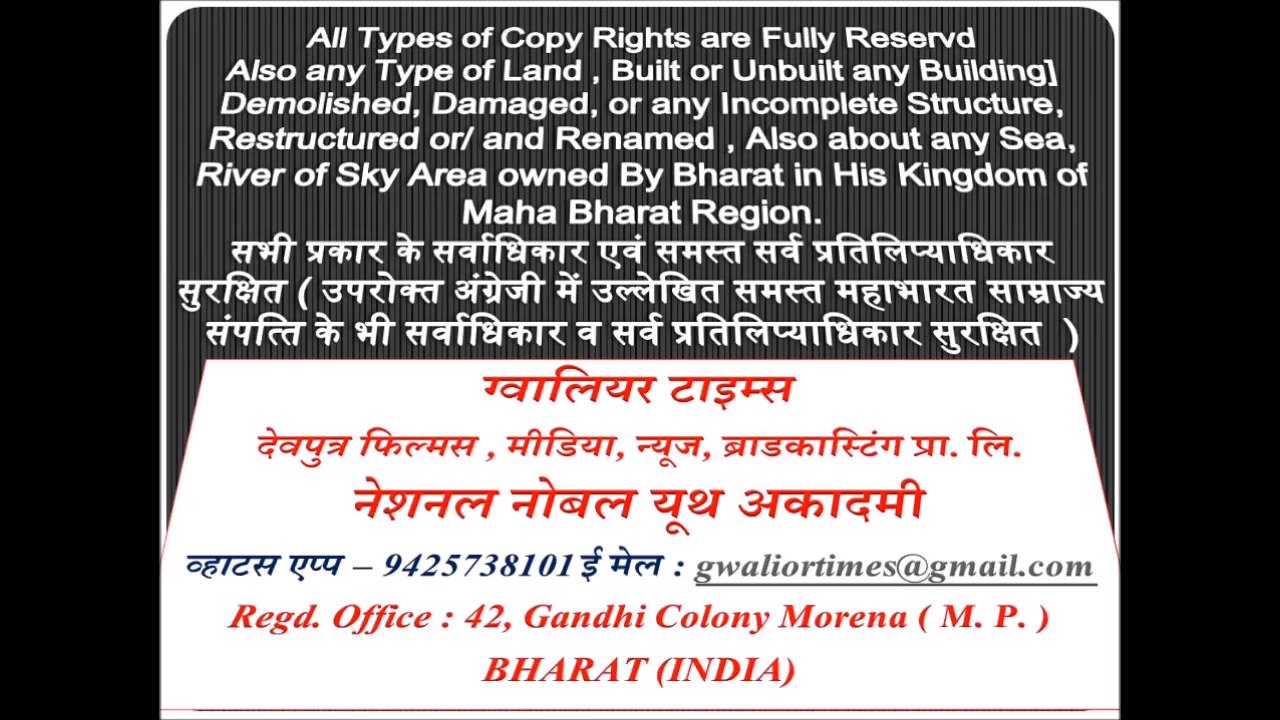 All Types of Copy Rights are Fully Reservd
Also any Type of Land , Built or Unbuilt any Building]
Demolished, Damaged, or any Incomplete Structure,
Restructured or/ and Renamed , Also about any Sea,
River of Sky Area owned By Bharat in His Kingdom of
Maha Bharat Region.
सभी प्रकार के सर्वाधिकार एवं समस्त सर्व प्रतिलिप्याधिकार
सुरक्षित ( उपरोक्त अंग्रेजी में उल्लेखित समस्त महाभारत साम्राज्य
संपत्ति के भी सर्वाधिकार व सर्व प्रतिलिप्याधिकार सुरक्षित )
ग्वालियर टाइम्स
देवपुत्र फिल्मस , मीडिया, न्यूज, ब्राडकास्टिंग प्रा. लि.
नेशनल नोबल यूथ अकादमी
व्हाटस एप्प – 9425738101 ई मेल : gwaliortimes@gmail.com
Regd. Office : 42, Gandhi Colony Morena ( M. P. )
BHARAT (INDIA)